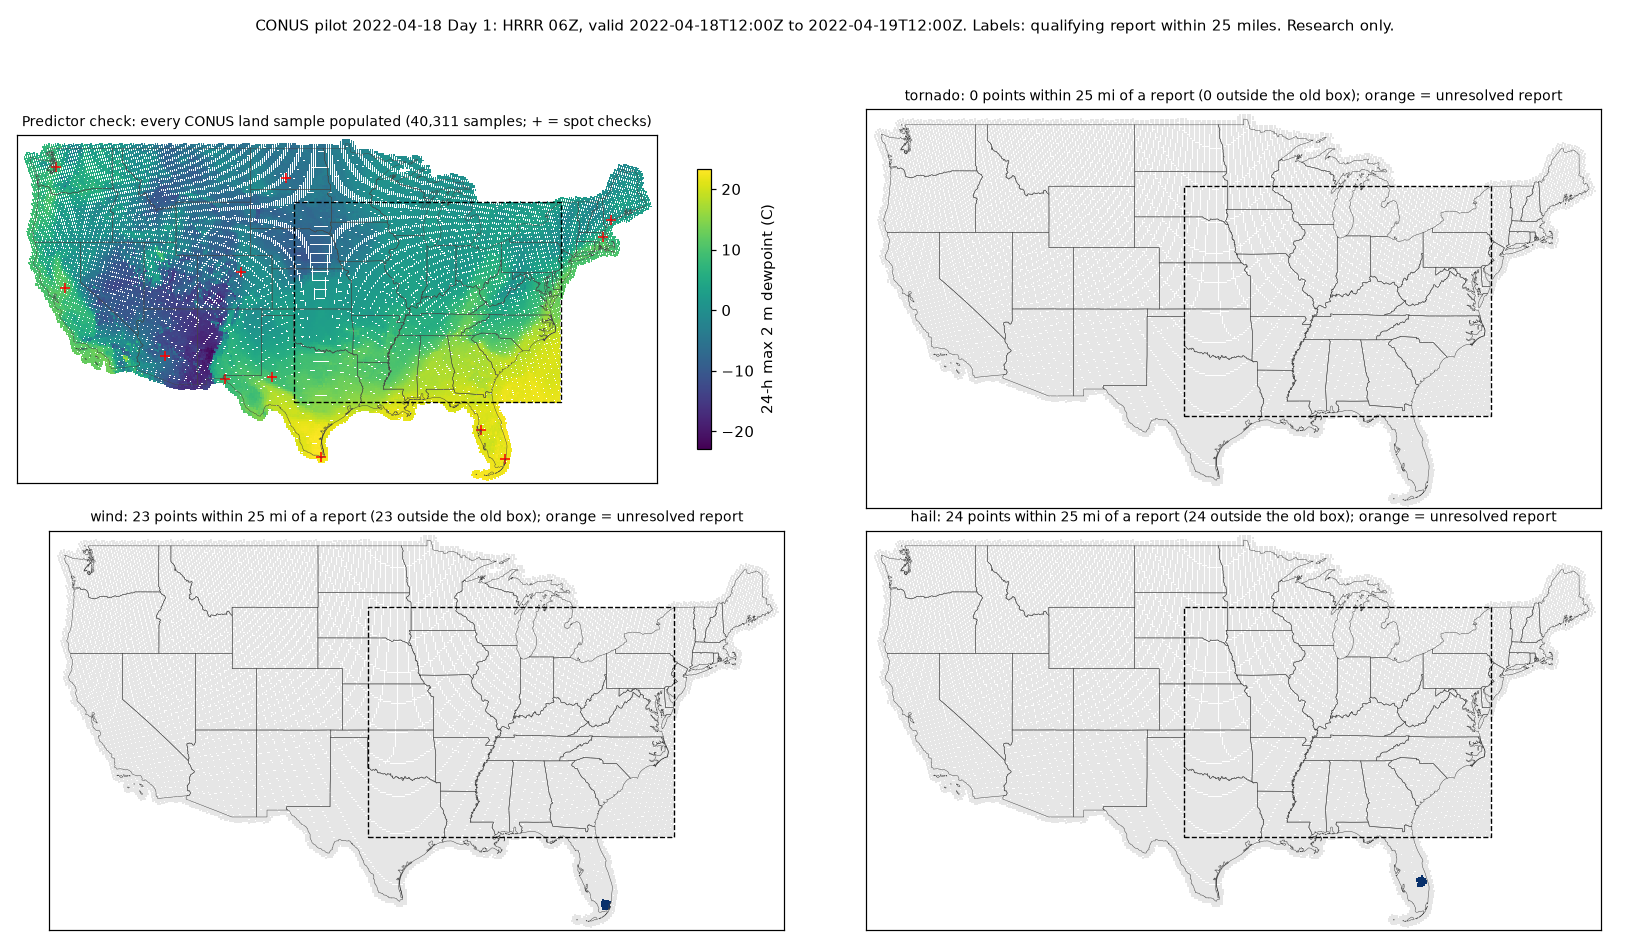 CONUS pilot 2022-04-18 Day 1: HRRR 06Z, valid 2022-04-18T12:00Z to 2022-04-19T12:00Z. Labels: qualifying report within 25 miles. Research only.
Predictor check: every CONUS land sample populated (40,311 samples; + = spot checks)
20
10
0
−10
−20
24-h max 2 m dewpoint (C)
tornado: 0 points within 25 mi of a report (0 outside the old box); orange = unresolved report
wind: 23 points within 25 mi of a report (23 outside the old box); orange = unresolved report
hail: 24 points within 25 mi of a report (24 outside the old box); orange = unresolved report